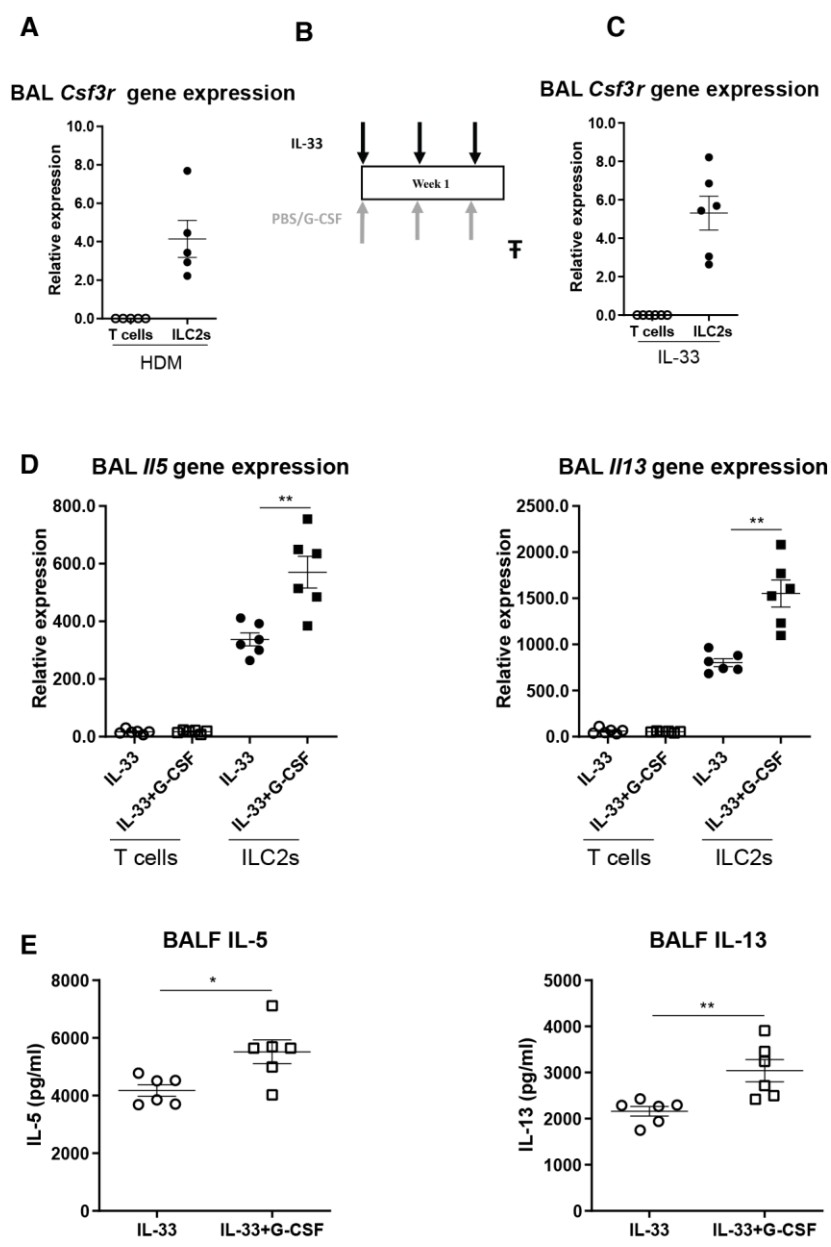 A
BAL Csf3r gene expression
Relative expression
10.0
8.0
6.0
4.0
2.0
0.0
T cells ILC2s
HDM
B
IL-33
Week 1
PBS/G-CSF
C
BAL Csf3r gene expression
Relative expression
10.0
8.0
6.0
4.0
2.0
0.0
T cells ILC2s
IL-33
D
BAL Il5 gene expression
Relative expression
800.0
600.0
400.0
200.0
0.0
**
IL-33
IL-33+G-CSF
IL-33
IL-33+G-CSF
T cells ILC2s
BAL Il13 gene expression
Relative expression
2500.0
2000.0
1500.0
1000.0
500.0
0.0
**
IL-33
IL-33+G-CSF
IL-33
IL-33+G-CSF
T cells ILC2s
E
BALF IL-5
IL-5 (pg/ml)
8000
6000
4000
2000
0
*
IL-33 IL-33+G-CSF
BALF IL-13
IL-13 (pg/ml)
5000
4000
3000
2000
1000
0
**
IL-33 IL-33+G-CSF